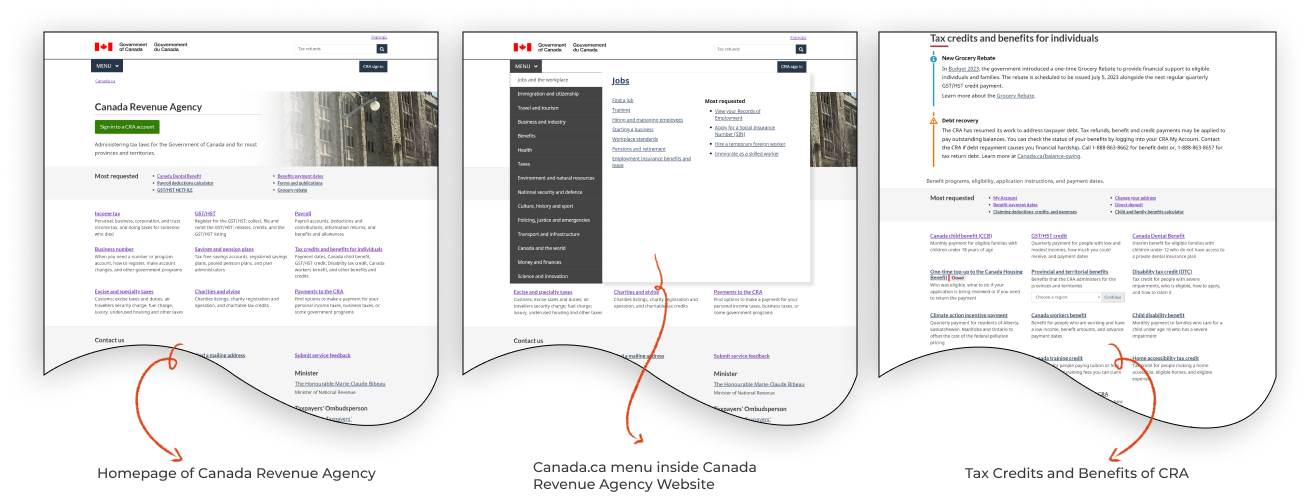 Français
Government
of Canada
Gouvernement
du Canada
Tax refunds
MENU
CRA sign in
Canada.ca
Canada Revenue Agency
Sign in to a CRA account
Administering tax laws for the Government of Canada and for most
provinces and territories.
Most requested
Canada Dental Benefit
Payroll deductions calculator
GST/HST NETFILE
Benefits payment dates
Forms and publications
Grocery rebate
Income tax
Personal, business, corporation, and trust
income tax, and doing taxes for someone
who died
GST/HST
Register for the GST/HST; collect, file and
remit the GST/HST; rebates, credits, and the
GST/HST listing
Payroll
Payroll accounts, deductions and
contributions; information returns, and
benefits and allowances
Business number
When you need a number or program
account, how to register, make account
changes, and other government programs
Savings and pension plans
Tax-free savings accounts, registered savings
plans, pooled pension plans, and plan
administrators
Tax credits and benefits for individuals
Payment dates, Canada child benefit,
GST/HST credit, Disability tax credit, Canada
workers benefit, and other benefits and
credits
Excise and specialty taxes
Customs; excise taxes and duties; air
travellers security charge, fuel charge,
luxury, underused housing and other taxes
Charities and giving
Charities listings, charity registration and
operation, and charitable tax credits
Payments to the CRA
Find options to make a payment for your
personal income taxes, business taxes, or
some government programs
Contact us
a mailing address
Submit service feedback
Minister
The Honourable Marie-Claude Bibeau
Minister of National Revenue
Taxpayers' Ombudsperson
Homepage of Canada Revenue Agency
Français
Government
of Canada
Gouvernement
du Canada
Tax refunds
MENU
CRA sign in
Jobs and the workplace
Immigration and citizenship
Travel and tourism
Business and industry
Benefits
Health
Taxes
Environment and natural resources
National security and defence
Culture, history and sport
Policing, justice and emergencies
Transport and infrastructure
Canada and the world
Money and finances
Science and innovation
Jobs
Find a job
Training
Hiring and managing employees
Starting a business
Workplace standards
Pensions and retirement
Employment Insurance benefits and
leave
Most requested
View your Records of
Employment
Apply for a Social Insurance
Number (SIN)
Hire a temporary foreign worker
Immigrate as a skilled worker
Excise and specialty taxes
Customs; excise taxes and duties; air
travellers security charge, fuel charge,
luxury, underused housing and other taxes
Charities and giving
Charities listings, charity registration and
operation, and charitable tax credits
Payments to the CRA
Find options to make a payment for your
personal income taxes, business taxes, or
some government programs
Contact us
a mailing address
Submit service feedback
Minister
The Honourable Marie-Claude Bibeau
Minister of National Revenue
Taxpayers' Ombudsperson
Taxpayers'
Canada.ca menu inside Canada
Revenue Agency Website
Tax credits and benefits for individuals
New Grocery Rebate
In Budget 2023, the government introduced a one-time Grocery Rebate to provide financial support to eligible
individuals and families. The rebate is scheduled to be issued July 5, 2023 alongside the next regular quarterly
GST/HST credit payment.
Learn more about the Grocery Rebate.
Debt recovery
The CRA has resumed its work to address taxpayer debt. Tax refunds, benefit and credit payments may be applied to
pay outstanding balances. You can check the status of your benefits by logging into your CRA My Account. Contact
the CRA if debt repayment causes you financial hardship. Call 1-888-863-8662 for benefit debt or, 1-888-863-8657 for
tax return debt. Learn more at Canada.ca/balance-owing.
Benefit programs, eligibility, application instructions, and payment dates.
Most requested
My Account
Benefit payment dates
Claiming deductions, credits, and expenses
Change your address
Direct deposit
Child and family benefits calculator
Canada child benefit (CCB)
Monthly payment for eligible families with
children under 18 years of age
GST/HST credit
Quarterly payment for people with low and
modest incomes, how much you could
receive, and payment dates
Canada Dental Benefit
Interim benefit for eligible families with
children under 12 who do not have access to
a private dental insurance plan
One-time top-up to the Canada Housing
Benefit Closed
Who was eligible, what to do if your
application is being reviewed or if you need
to return the payment
Provincial and territorial benefits
Benefits that the CRA administers for the
provinces and territories
Choose a region
Continue
Disability tax credit (DTC)
Tax credit for people with severe
impairments, who is eligible, how to apply,
and how to claim it
Climate action incentive payment
Quarterly payment for residents of Alberta,
Saskatchewan, Manitoba and Ontario to
offset the cost of the federal pollution
pricing
Canada workers benefit
Benefit for people who are working and have
a low income, benefit amounts, and advance
payment dates
Child disability benefit
Monthly payment to families who care for a
child under age 18 who has a severe
impairment
training credit
people paying tuition or
training fees you can claim
Home accessibility tax credit
Tax credit for people making a home
accessible, eligible homes, and eligible
expenses
CRA
Tax Credits and Benefits of CRA